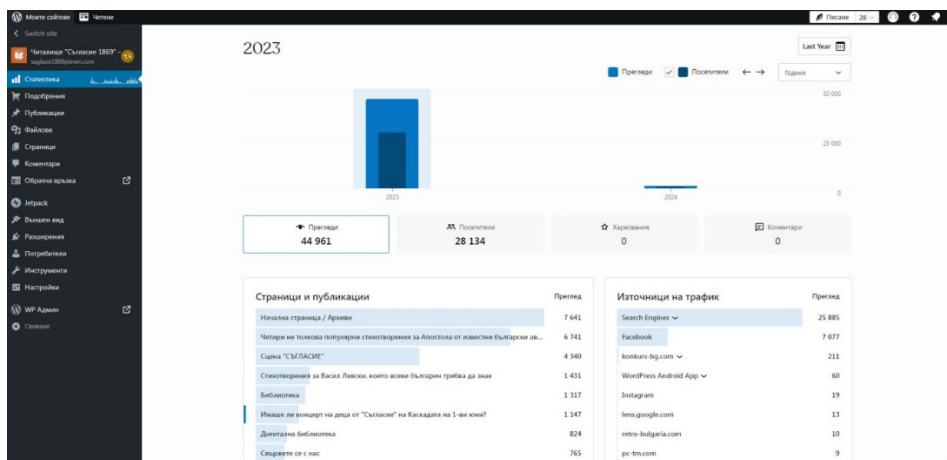 Моите сайтове Четене Писане 28
Switch site
Читалище "Съгласие 1869" -
saglasie1869pleven.com
Статистика
Подобрения
Публикации
Файлове
Страници
Коментари
Обратна връзка
Jetpack
Външен вид
Разширения
Потребители
Инструменти
Настройки
WP Админ
Свиване
2023 Last Year
Прегледи Посетители ← → Години
50 000
25 000
0
2023 2024
Прегледи Посетители Харесвания Коментари
44 961 28 134 0 0
Страници и публикации Преглед
Начална страница / Архиви 7 641
Четири не толкова популярни стихотворения за Апостола от известни български ав... 6 741
Сцена "СЪГЛАСИЕ" 4 340
Стихотворения за Васил Левски, които всеки българин трябва да знае 1 431
Библиотека 1 317
Имаше ли концерт на деца от "Съгласие" на Каскадата на 1-ви юни? 1 147
Дигитална библиотека 824
Свържете се с нас 765
Източници на трафик Преглед
Search Engines 25 885
Facebook 7 077
konkurs-bg.com 211
WordPress Android App 60
Instagram 19
lens.google.com 13
retro-bulgaria.com 10
pc-tm.com 9